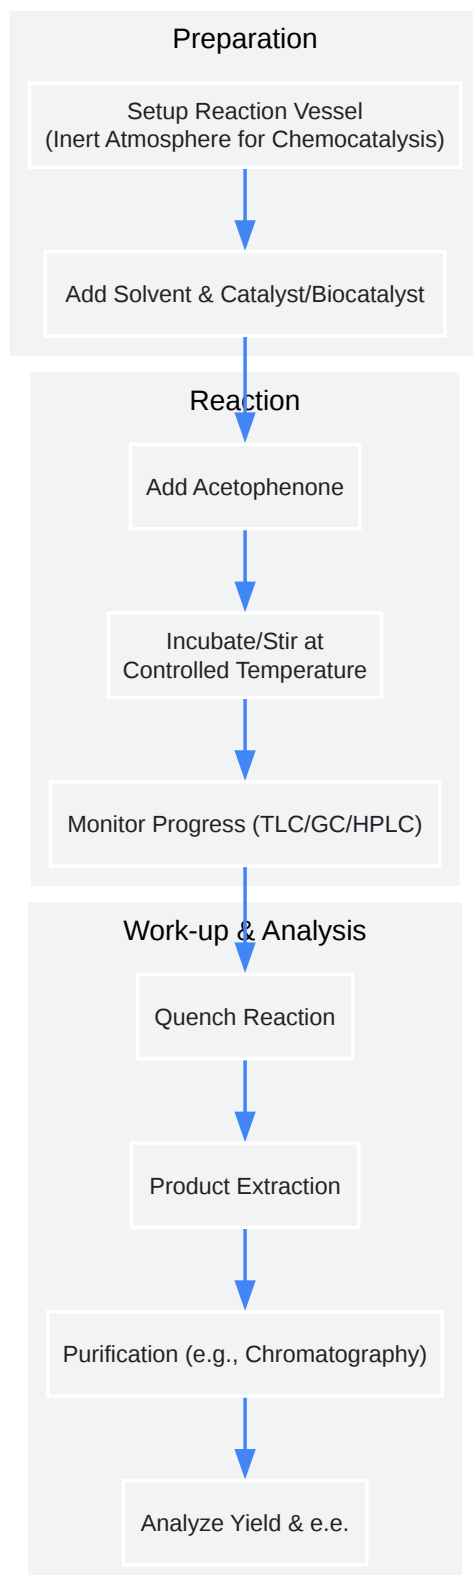 Preparation
Setup Reaction Vessel
(Inert Atmosphere for Chemocatalysis)
Add Solvent & Catalyst/Biocatalyst
Reaction
Add Acetophenone
Incubate/Stir at
Controlled Temperature
Monitor Progress (TLC/GC/HPLC)
Work-up & Analysis
Quench Reaction
Product Extraction
Purification (e.g., Chromatography)
Analyze Yield & e.e.